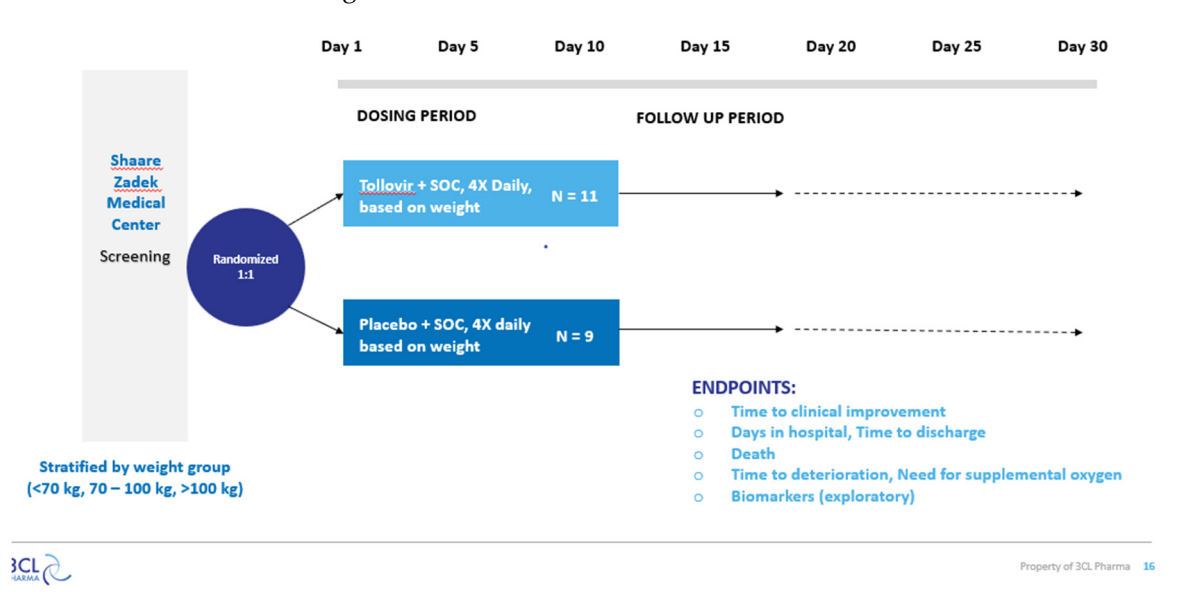 Day 1 Day 5 Day 10 Day 15 Day 20 Day 25 Day 30
DOSING PERIOD
FOLLOW UP PERIOD
Shaare
Zadek
Medical
Center
Screening
Randomized
1:1
Tollovir + SOC, 4X Daily,
based on weight
N = 11
Placebo + SOC, 4X daily
based on weight
N = 9
Stratified by weight group
(<70 kg, 70 – 100 kg, >100 kg)
ENDPOINTS:
o Time to clinical improvement
o Days in hospital, Time to discharge
o Death
o Time to deterioration, Need for supplemental oxygen
o Biomarkers (exploratory)
3CL
Property of 3CL Pharma 16